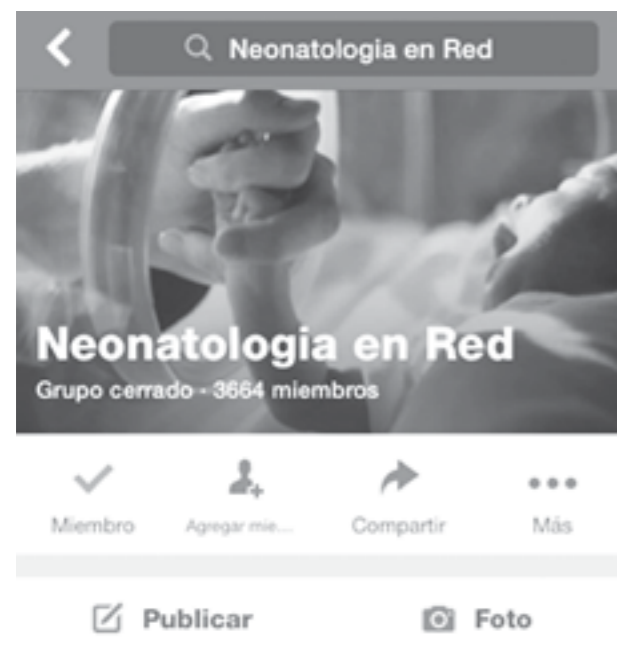 Neonatologia en Red
Neonatologia en Red
Grupo cerrado - 3664 miembros
Miembro Agregar mie... Compartir Más
Publicar Foto